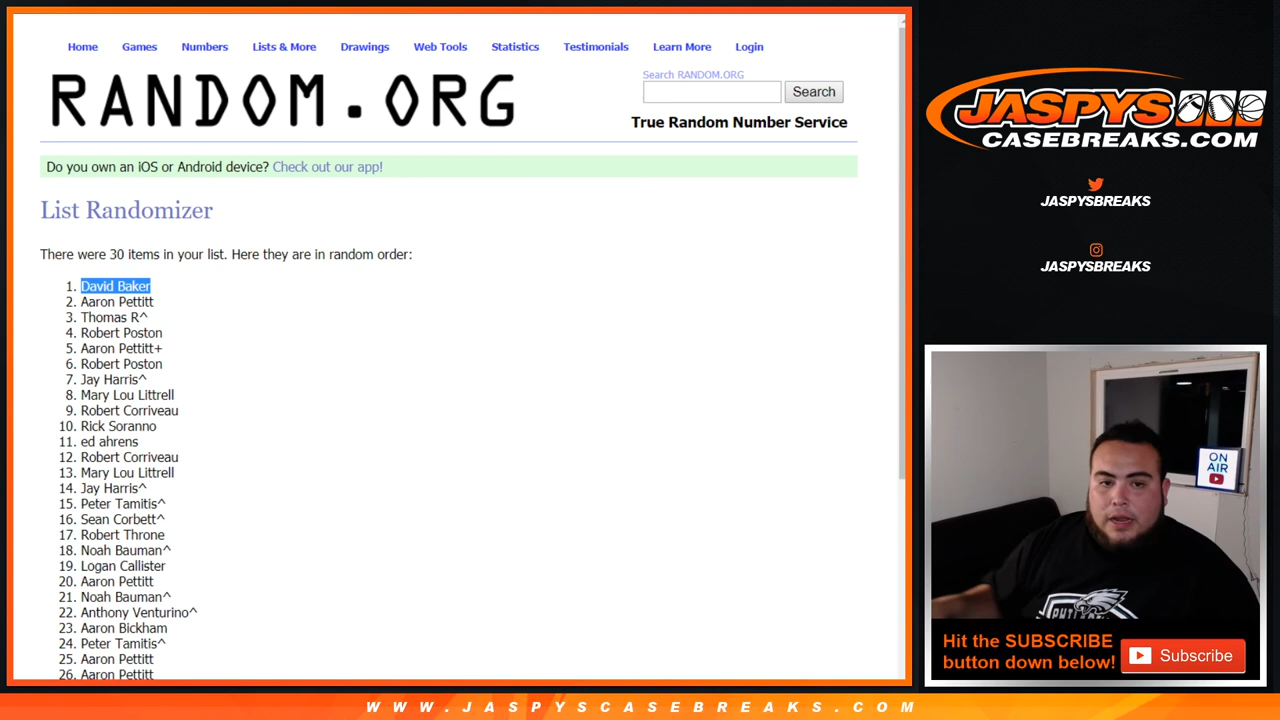 Home Games Numbers Lists & More Drawings Web Tools Statistics Testimonials Learn More Login
RANDOM.ORG
Search RANDOM.ORG
Search
True Random Number Service
Do you own an iOS or Android device? Check out our app!
List Randomizer
There were 30 items in your list. Here they are in random order:
1. David Baker
2. Aaron Pettitt
3. Thomas R^
4. Robert Poston
5. Aaron Pettitt+
6. Robert Poston
7. Jay Harris^
8. Mary Lou Littrell
9. Robert Corriveau
10. Rick Soranno
11. ed ahrens
12. Robert Corriveau
13. Mary Lou Littrell
14. Jay Harris^
15. Peter Tamitis^
16. Sean Corbett^
17. Robert Throne
18. Noah Bauman^
19. Logan Callister
20. Aaron Pettitt
21. Noah Bauman^
22. Anthony Venturino^
23. Aaron Bickham
24. Peter Tamitis^
25. Aaron Pettitt
26. Aaron Pettitt
JASPYS
CASEBREAKS.COM
JASPYSBREAKS
JASPYSBREAKS
ON
AIR
Hit the SUBSCRIBE
button down below!
Subscribe
WWW.JASPYSCASEBREAKS.COM